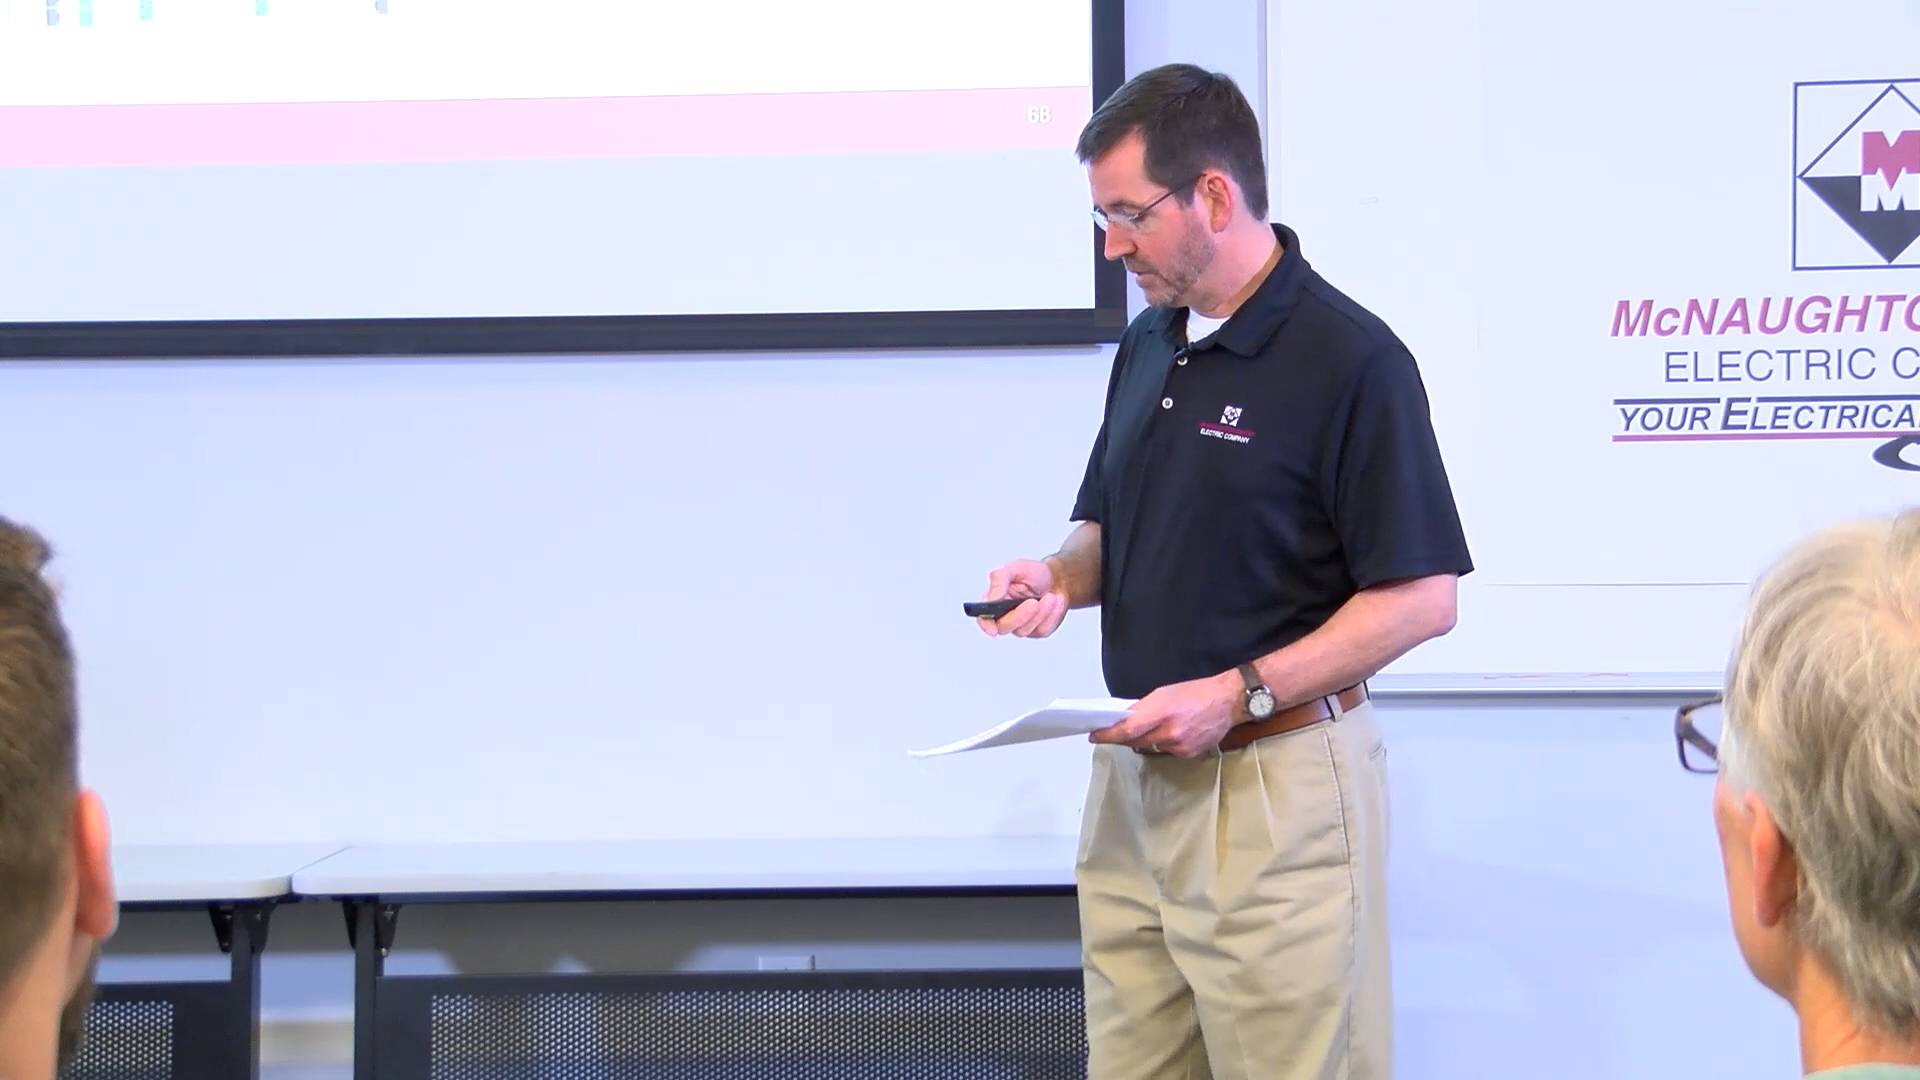 68
M
M
McNAUGHTO
ELECTRIC C
YOUR ELECTRICA
C
ELECTRIC COMPANY